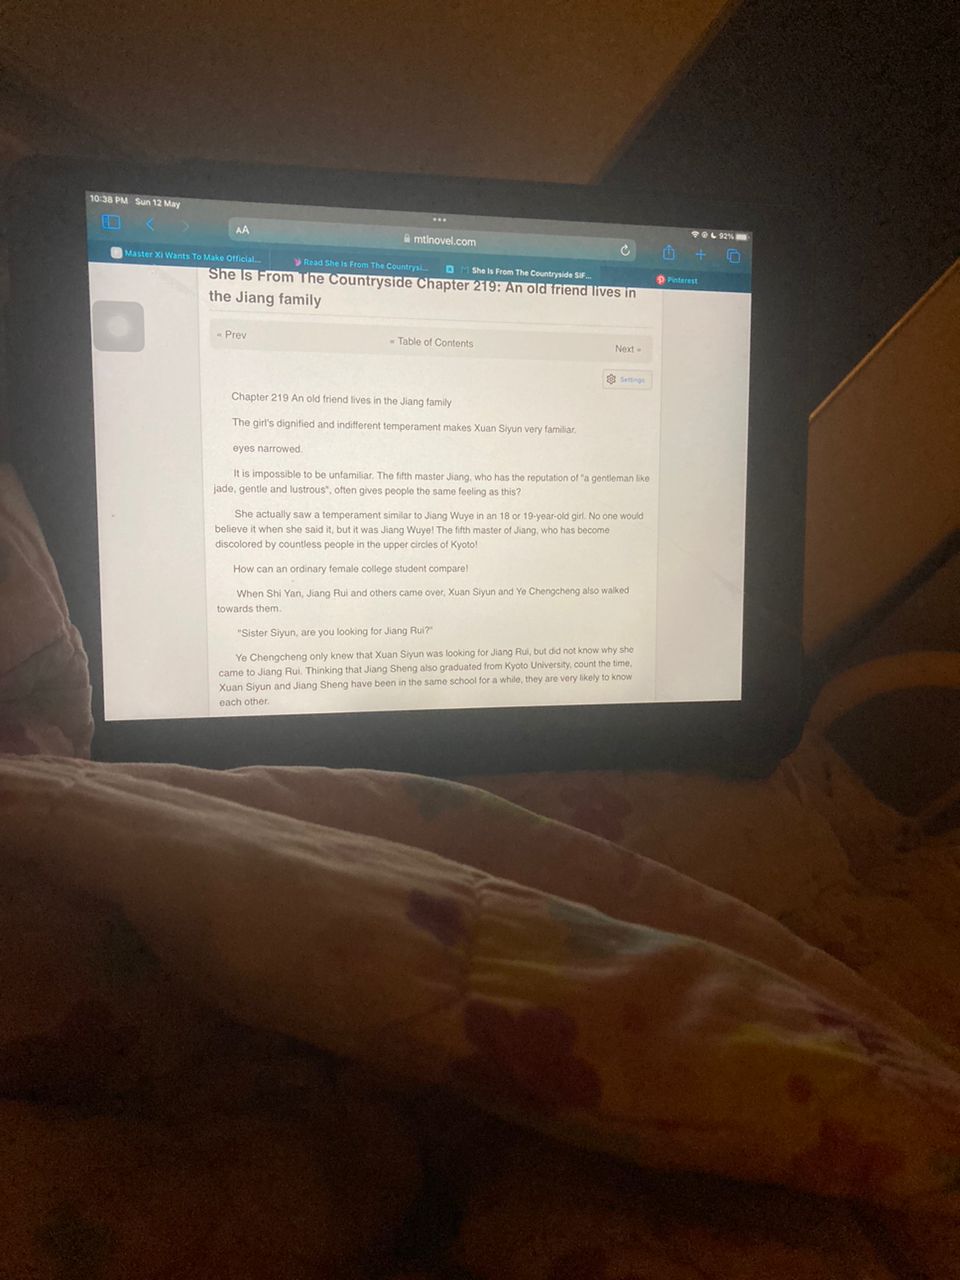 10:38 PM Sun 12 May
92%
AA
mtlnovel.com
Master Xi Wants To Make Official...
Read She Is From The Countrysi...
She Is From The Countryside SIF...
Pinterest
She Is From The Countryside Chapter 219: An old friend lives in
the Jiang family
« Prev
« Table of Contents
Next »
Settings
Chapter 219 An old friend lives in the Jiang family
The girl's dignified and indifferent temperament makes Xuan Siyun very familiar.
eyes narrowed.
It is impossible to be unfamiliar. The fifth master Jiang, who has the reputation of "a gentleman like
jade, gentle and lustrous", often gives people the same feeling as this?
She actually saw a temperament similar to Jiang Wuye in an 18 or 19-year-old girl. No one would
believe it when she said it, but it was Jiang Wuye! The fifth master of Jiang, who has become
discolored by countless people in the upper circles of Kyoto!
How can an ordinary female college student compare!
When Shi Yan, Jiang Rui and others came over, Xuan Siyun and Ye Chengcheng also walked
towards them.
"Sister Siyun, are you looking for Jiang Rui?"
Ye Chengcheng only knew that Xuan Siyun was looking for Jiang Rui, but did not know why she
came to Jiang Rui. Thinking that Jiang Sheng also graduated from Kyoto University, count the time,
Xuan Siyun and Jiang Sheng have been in the same school for a while, they are very likely to know
each other.